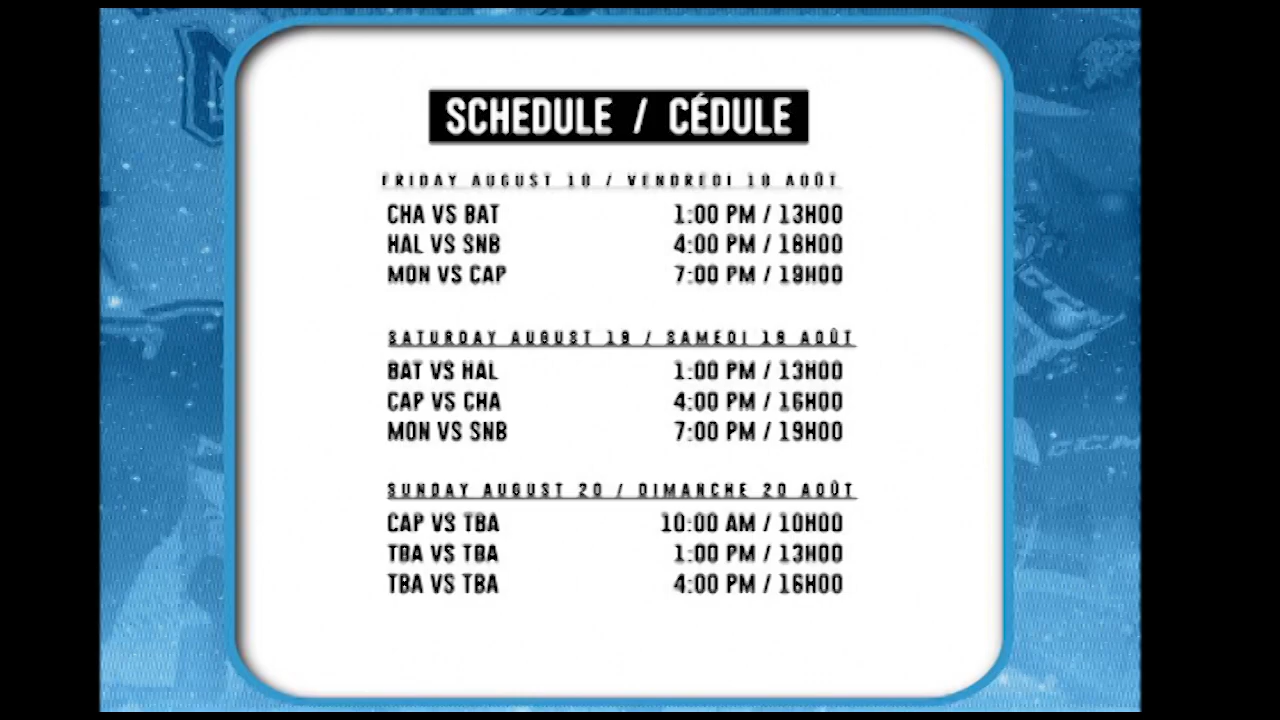 SCHEDULE / CÉDULE
FRIDAY AUGUST 18 / VENDREDI 18 AOÛT
CHA VS BAT 1:00 PM / 13H00
HAL VS SNB 4:00 PM / 16H00
MON VS CAP 7:00 PM / 19H00
SATURDAY AUGUST 19 / SAMEDI 19 AOÛT
BAT VS HAL 1:00 PM / 13H00
CAP VS CHA 4:00 PM / 16H00
MON VS SNB 7:00 PM / 19H00
SUNDAY AUGUST 20 / DIMANCHE 20 AOÛT
CAP VS TBA 10:00 AM / 10H00
TBA VS TBA 1:00 PM / 13H00
TBA VS TBA 4:00 PM / 16H00